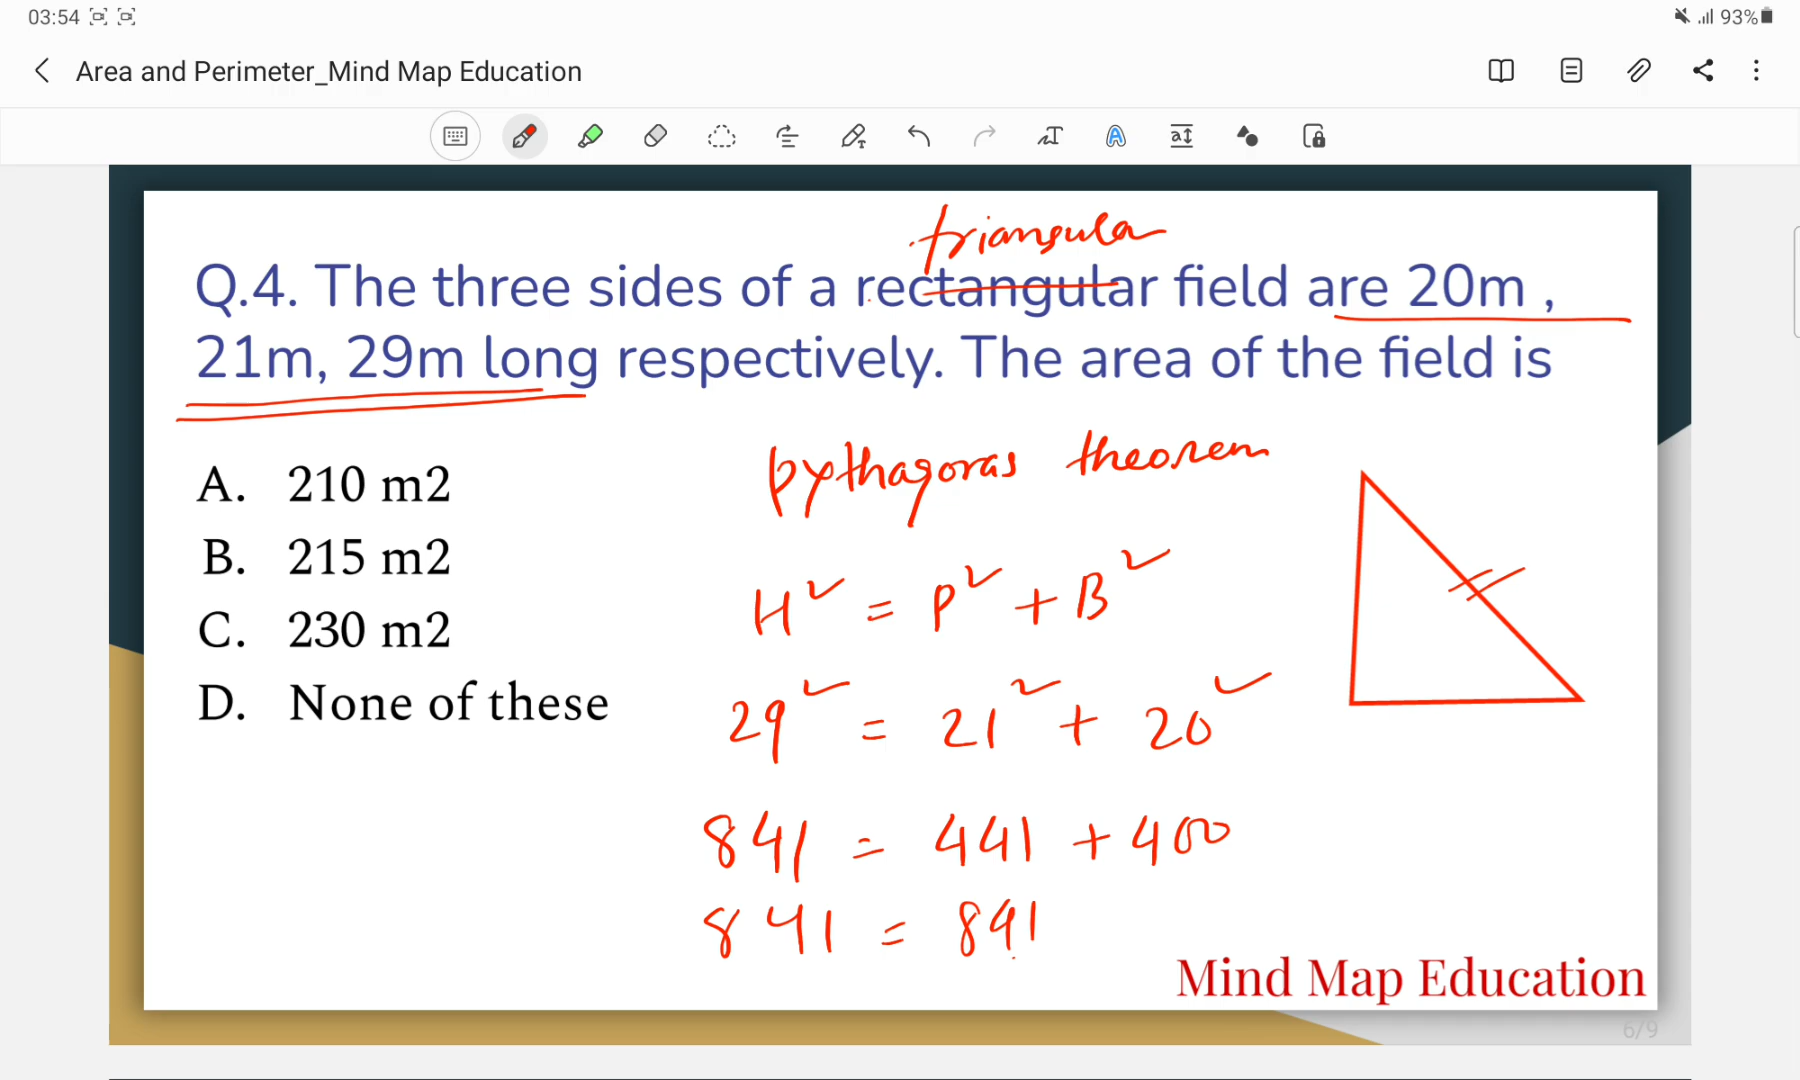 03:54
93%
Area and Perimeter_Mind Map Education
triangula
Q.4. The three sides of a rectangular field are 20m ,
21m, 29m long respectively. The area of the field is
A. 210 m2
B. 215 m2
C. 230 m2
D. None of these
pythagoras theorem
H² = P² + B²
29² = 21² + 20²
841 = 441 + 400
841 = 841
Mind Map Education
6/9